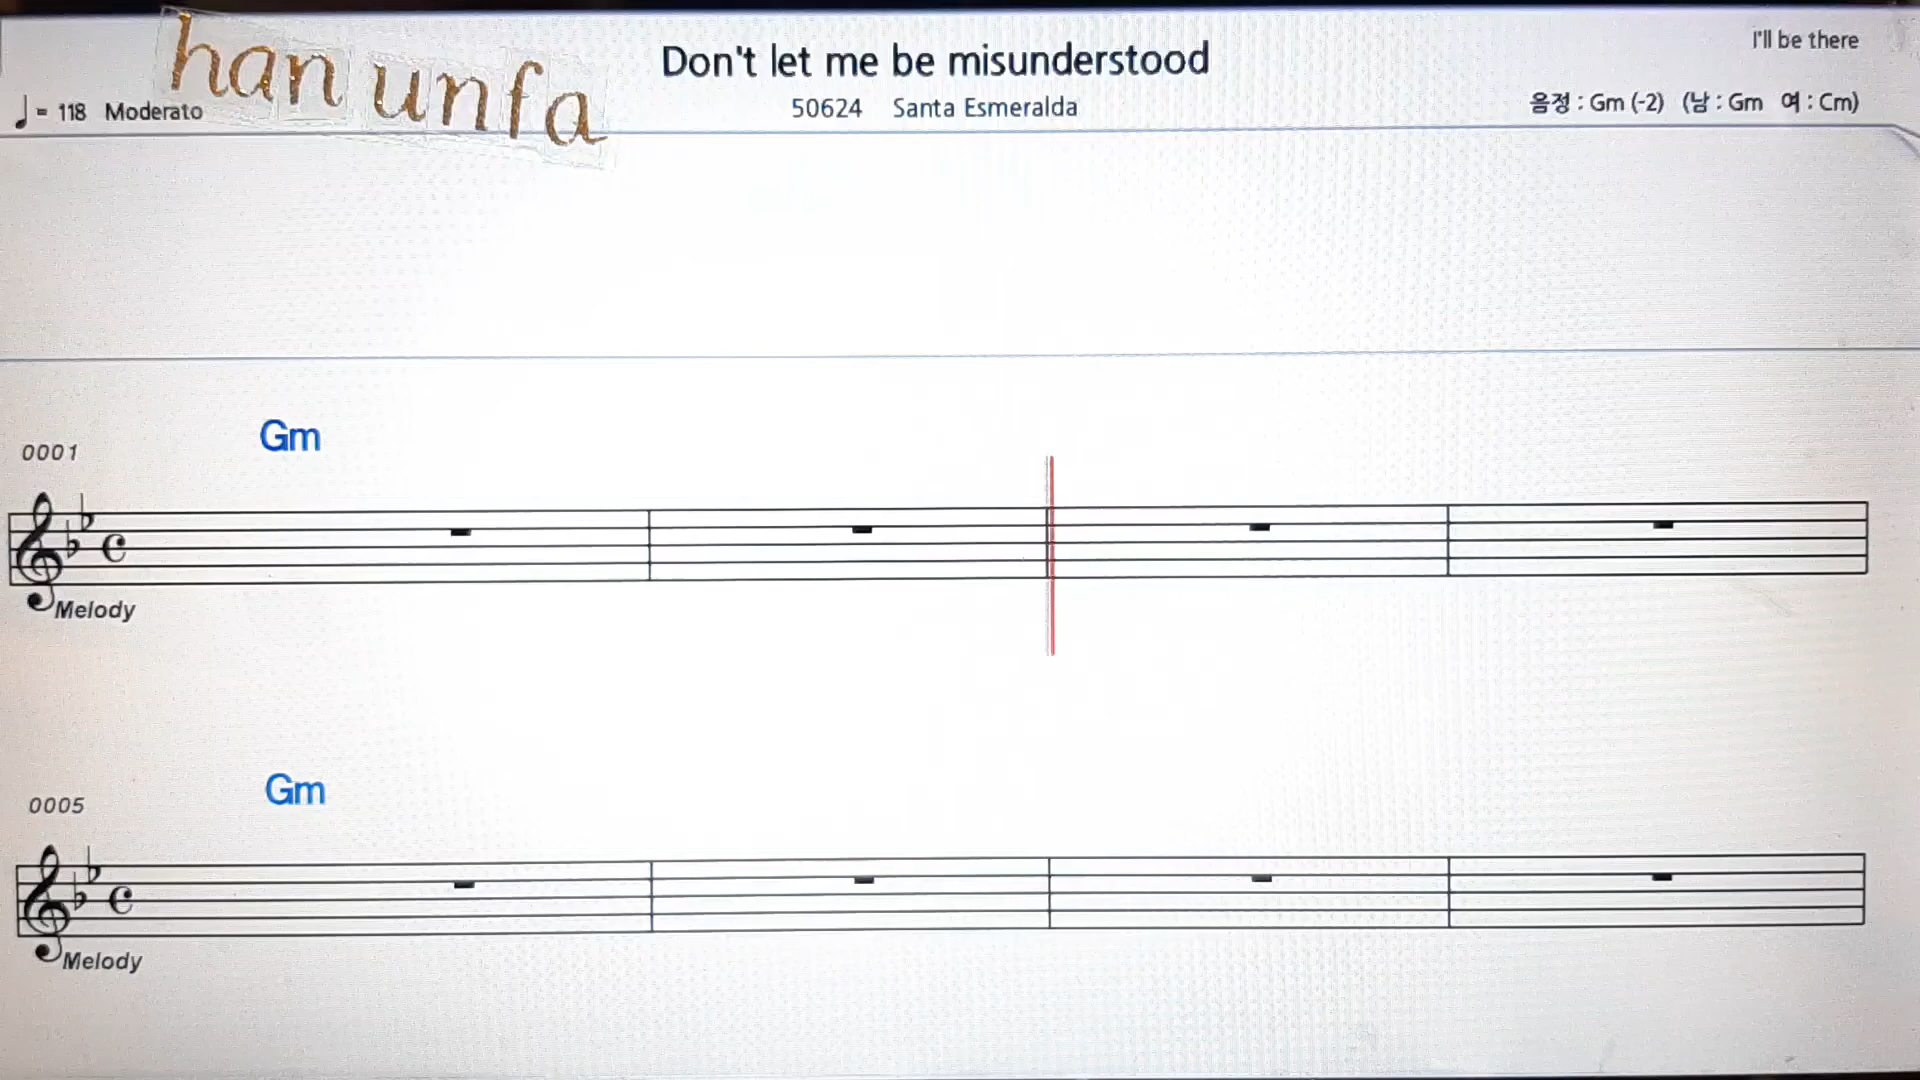 han unfa
Don't let me be misunderstood
I'll be there
♩ = 118 Moderato
50624 Santa Esmeralda
음정 : Gm (-2) (남 : Gm 여 : Cm)
Gm
0001
Melody
Gm
0005
Melody